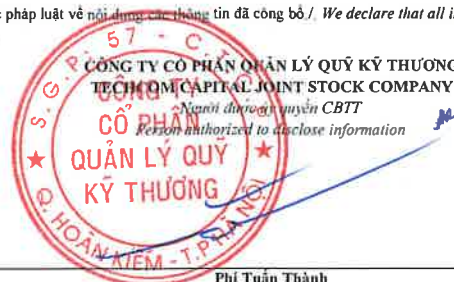 pháp luật về nội dung các thông tin đã công bố./. We declare that all i
CÔNG TY CỔ PHẦN QUẢN LÝ QUỸ KỸ THƯƠNG
TECHCOM CAPITAL JOINT STOCK COMPANY
Người được ủy quyền CBTT
Person authorized to disclose information
S.G.P: 57 - C.T.C.P
CÔNG TY
CỔ PHẦN
QUẢN LÝ QUỸ
KỸ THƯƠNG
Q. HOÀN KIẾM - T.P HÀ NỘI
Phí Tuấn Thành